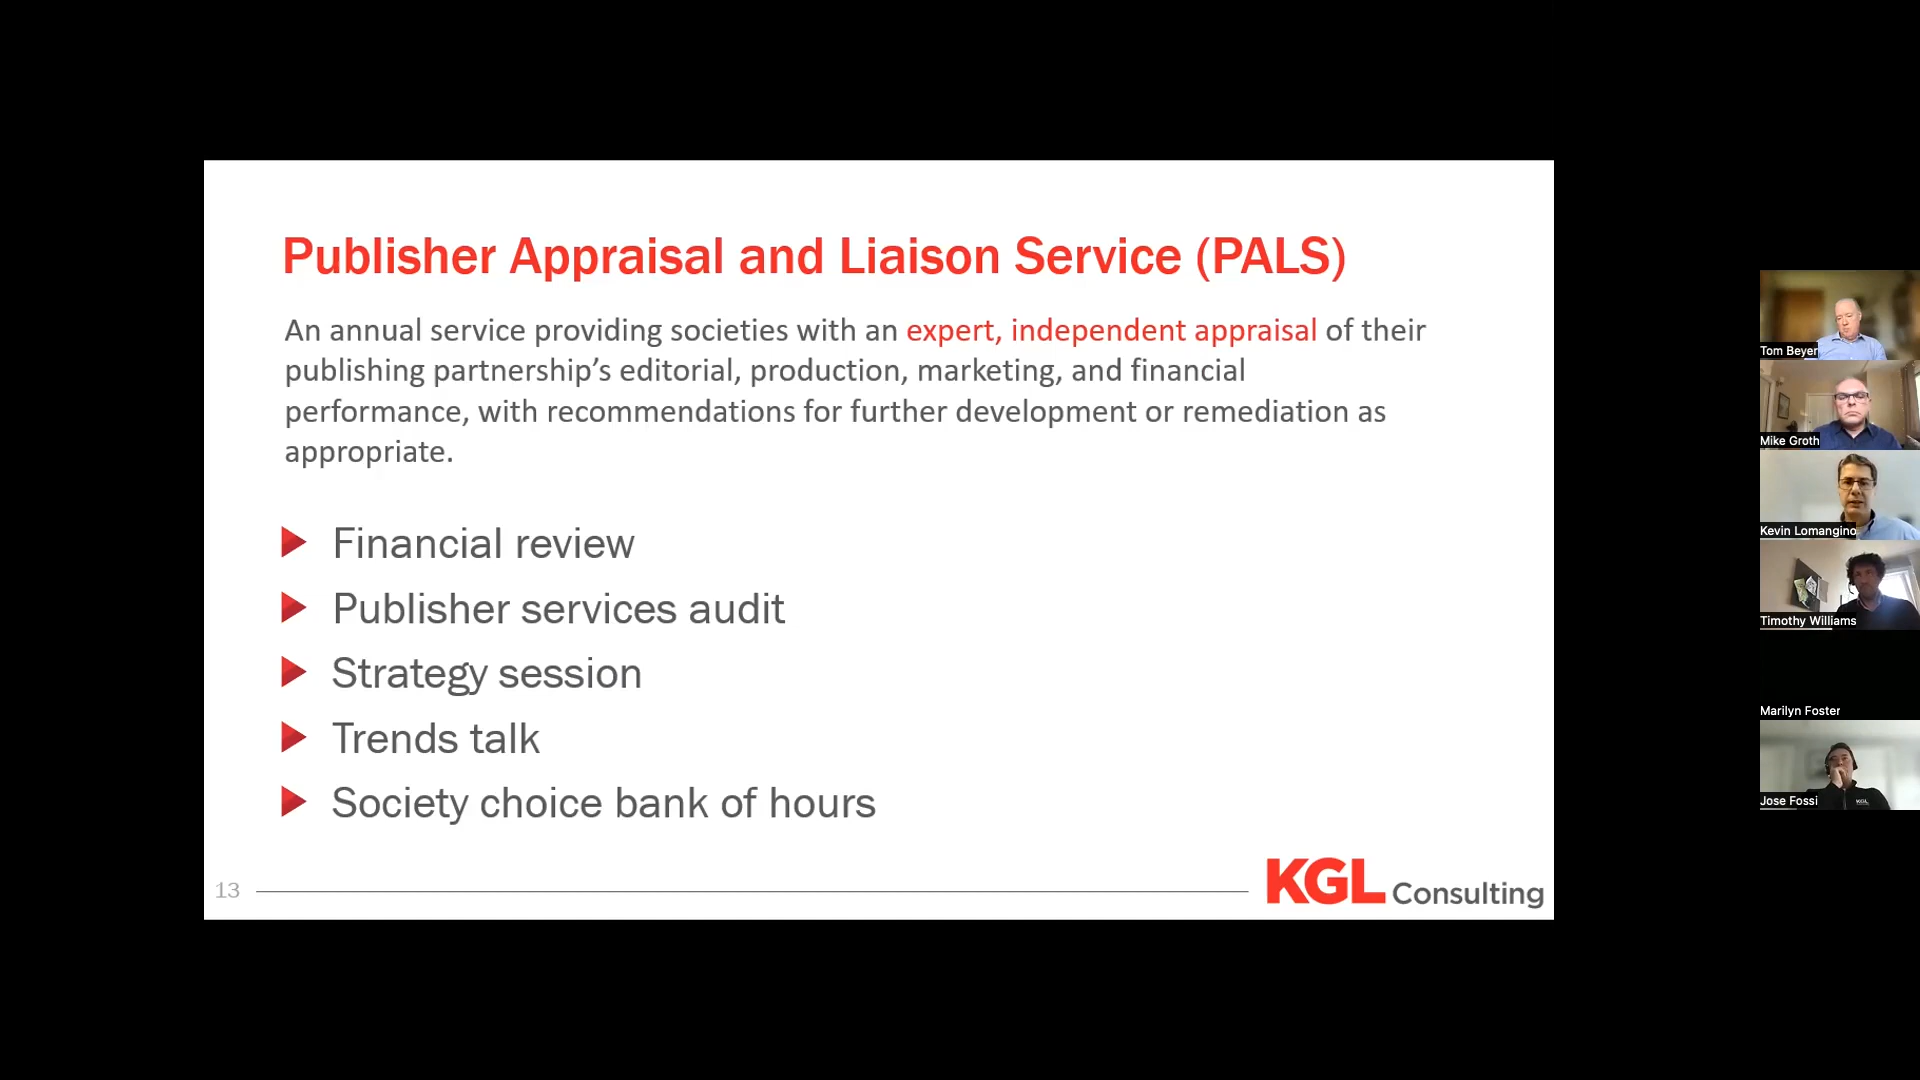 Publisher Appraisal and Liaison Service (PALS)
An annual service providing societies with an expert, independent appraisal of their
publishing partnership’s editorial, production, marketing, and financial
performance, with recommendations for further development or remediation as
appropriate.
Financial review
Publisher services audit
Strategy session
Trends talk
Society choice bank of hours
13
KGL Consulting
Tom Beyer
Mike Groth
Kevin Lomangino
Timothy Williams
Marilyn Foster
Jose Fossi
KGL